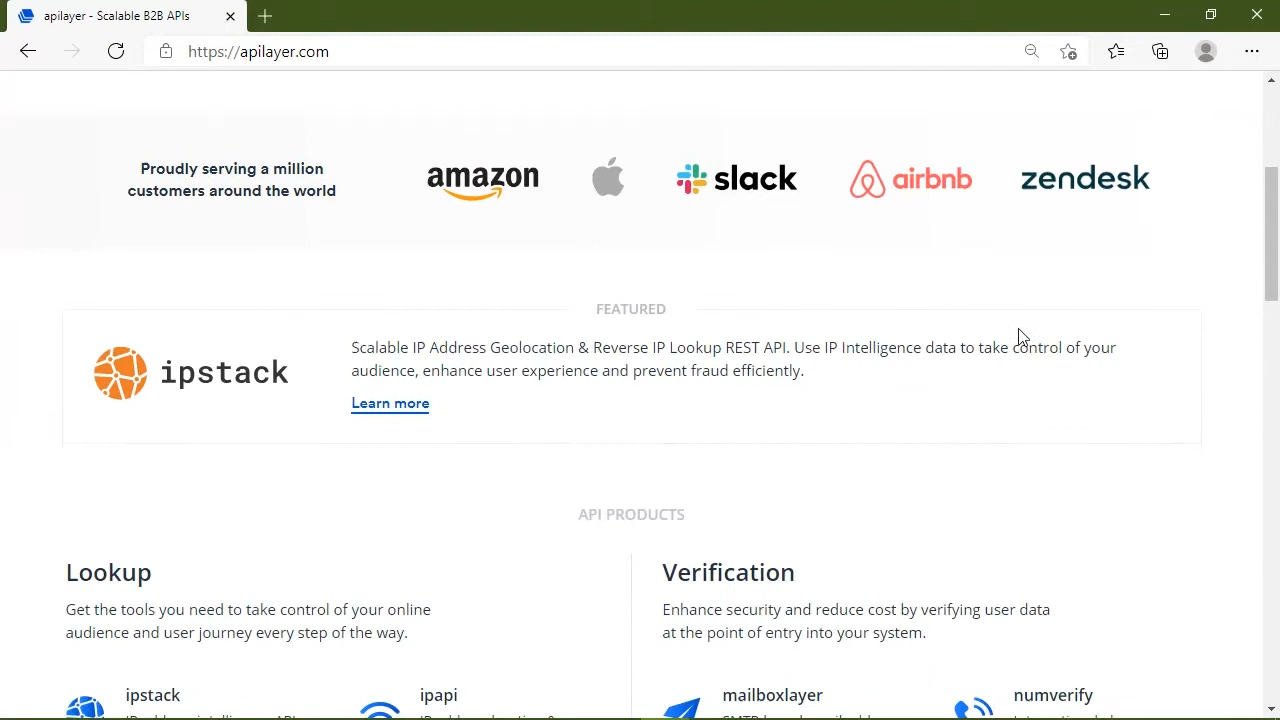 apilayer - Scalable B2B APIs
https://apilayer.com
Proudly serving a million
customers around the world
amazon
slack
airbnb
zendesk
FEATURED
ipstack
Scalable IP Address Geolocation & Reverse IP Lookup REST API. Use IP Intelligence data to take control of your
audience, enhance user experience and prevent fraud efficiently.
Learn more
API PRODUCTS
Lookup
Get the tools you need to take control of your online
audience and user journey every step of the way.
Verification
Enhance security and reduce cost by verifying user data
at the point of entry into your system.
ipstack
ipapi
mailboxlayer
numverify